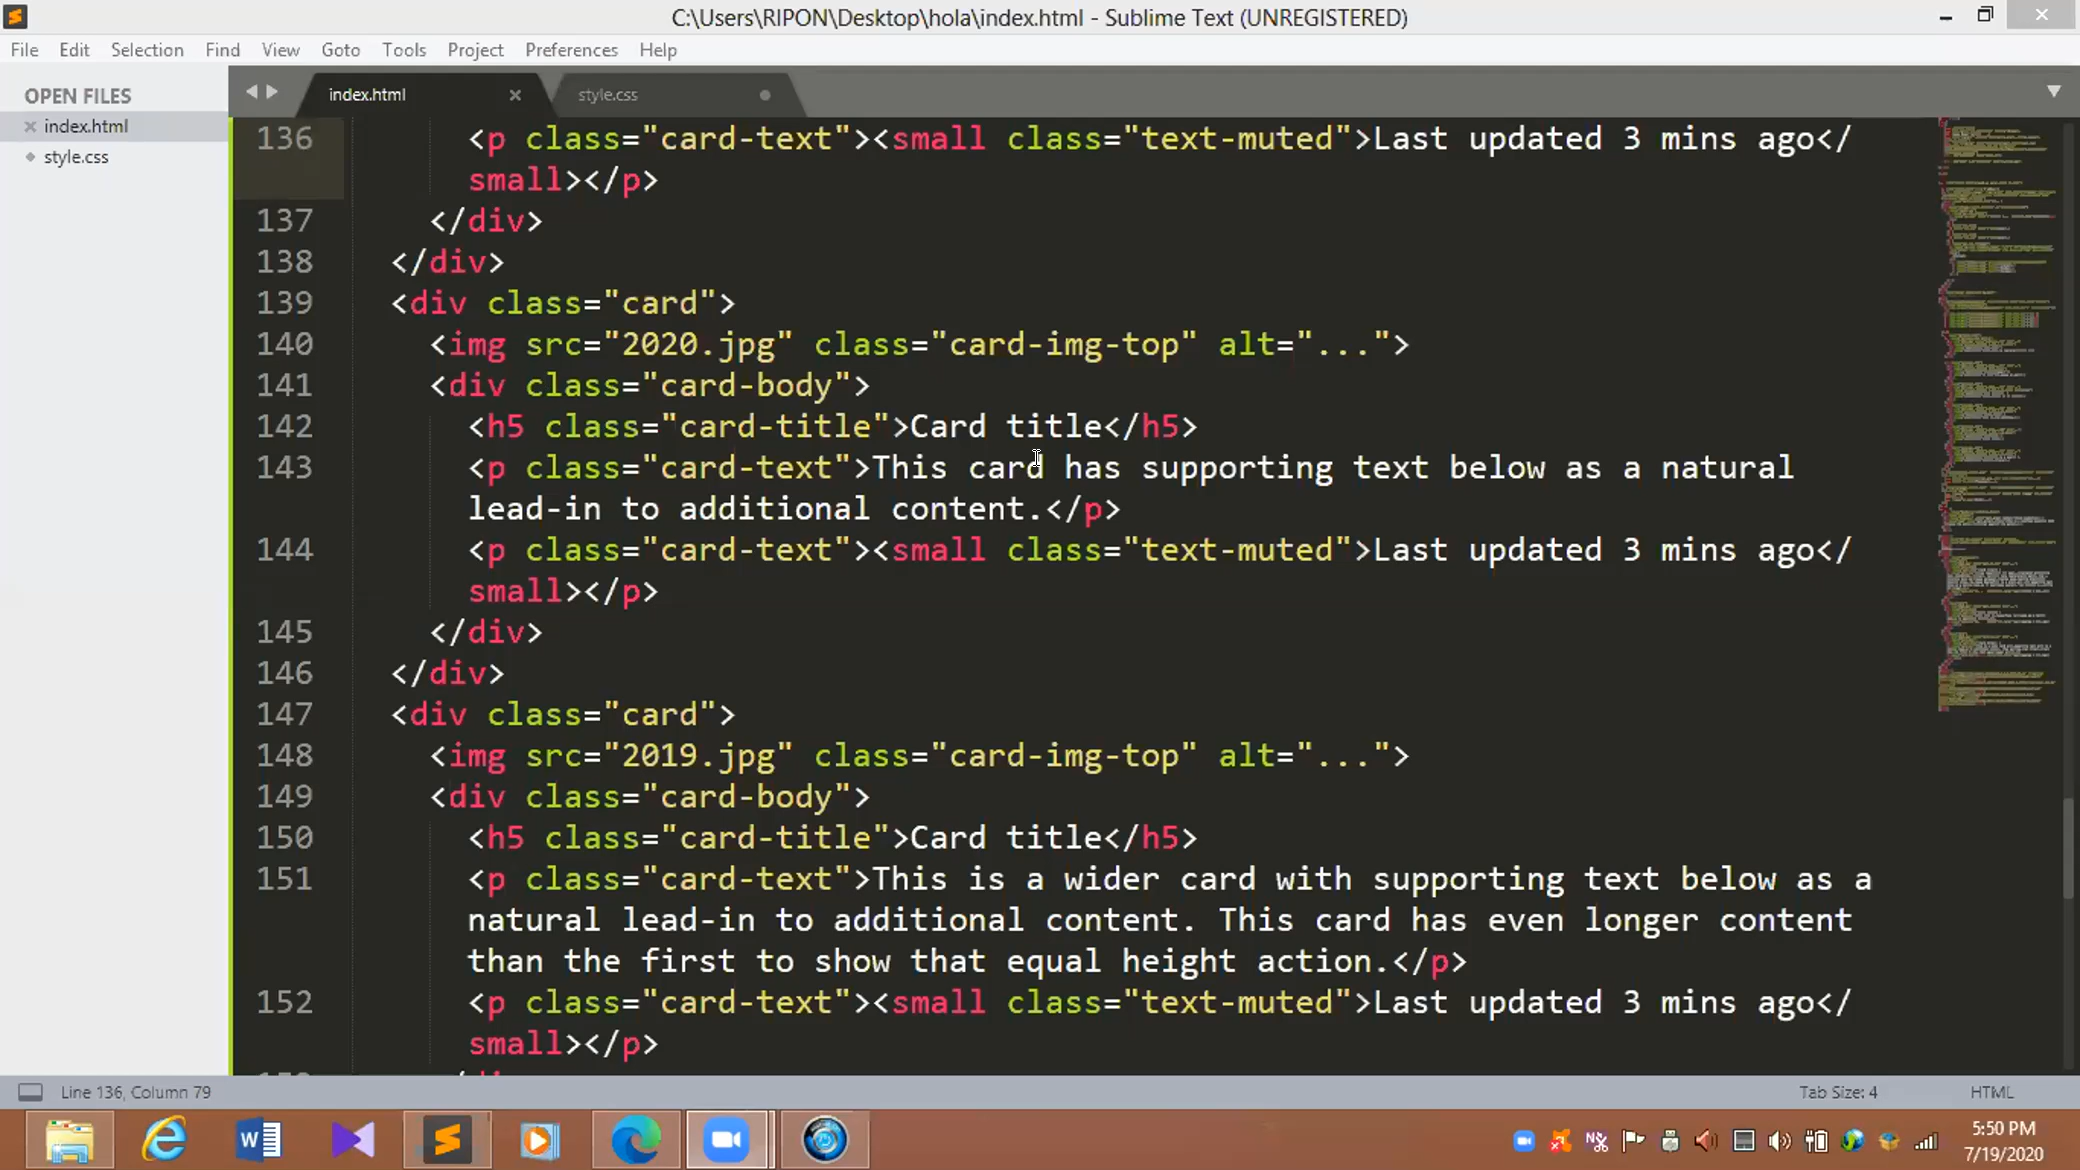 C:\Users\RIPON\Desktop\hola\index.html - Sublime Text (UNREGISTERED)
File Edit Selection Find View Goto Tools Project Preferences Help
OPEN FILES
index.html
style.css
index.html
style.css
136 <p class="card-text"><small class="text-muted">Last updated 3 mins ago</
small></p>
137 </div>
138 </div>
139 <div class="card">
140 <img src="2020.jpg" class="card-img-top" alt="...">
141 <div class="card-body">
142 <h5 class="card-title">Card title</h5>
143 <p class="card-text">This card has supporting text below as a natural
lead-in to additional content.</p>
144 <p class="card-text"><small class="text-muted">Last updated 3 mins ago</
small></p>
145 </div>
146 </div>
147 <div class="card">
148 <img src="2019.jpg" class="card-img-top" alt="...">
149 <div class="card-body">
150 <h5 class="card-title">Card title</h5>
151 <p class="card-text">This is a wider card with supporting text below as a
natural lead-in to additional content. This card has even longer content
than the first to show that equal height action.</p>
152 <p class="card-text"><small class="text-muted">Last updated 3 mins ago</
small></p>
Line 136, Column 79
Tab Size: 4
HTML
5:50 PM
7/19/2020